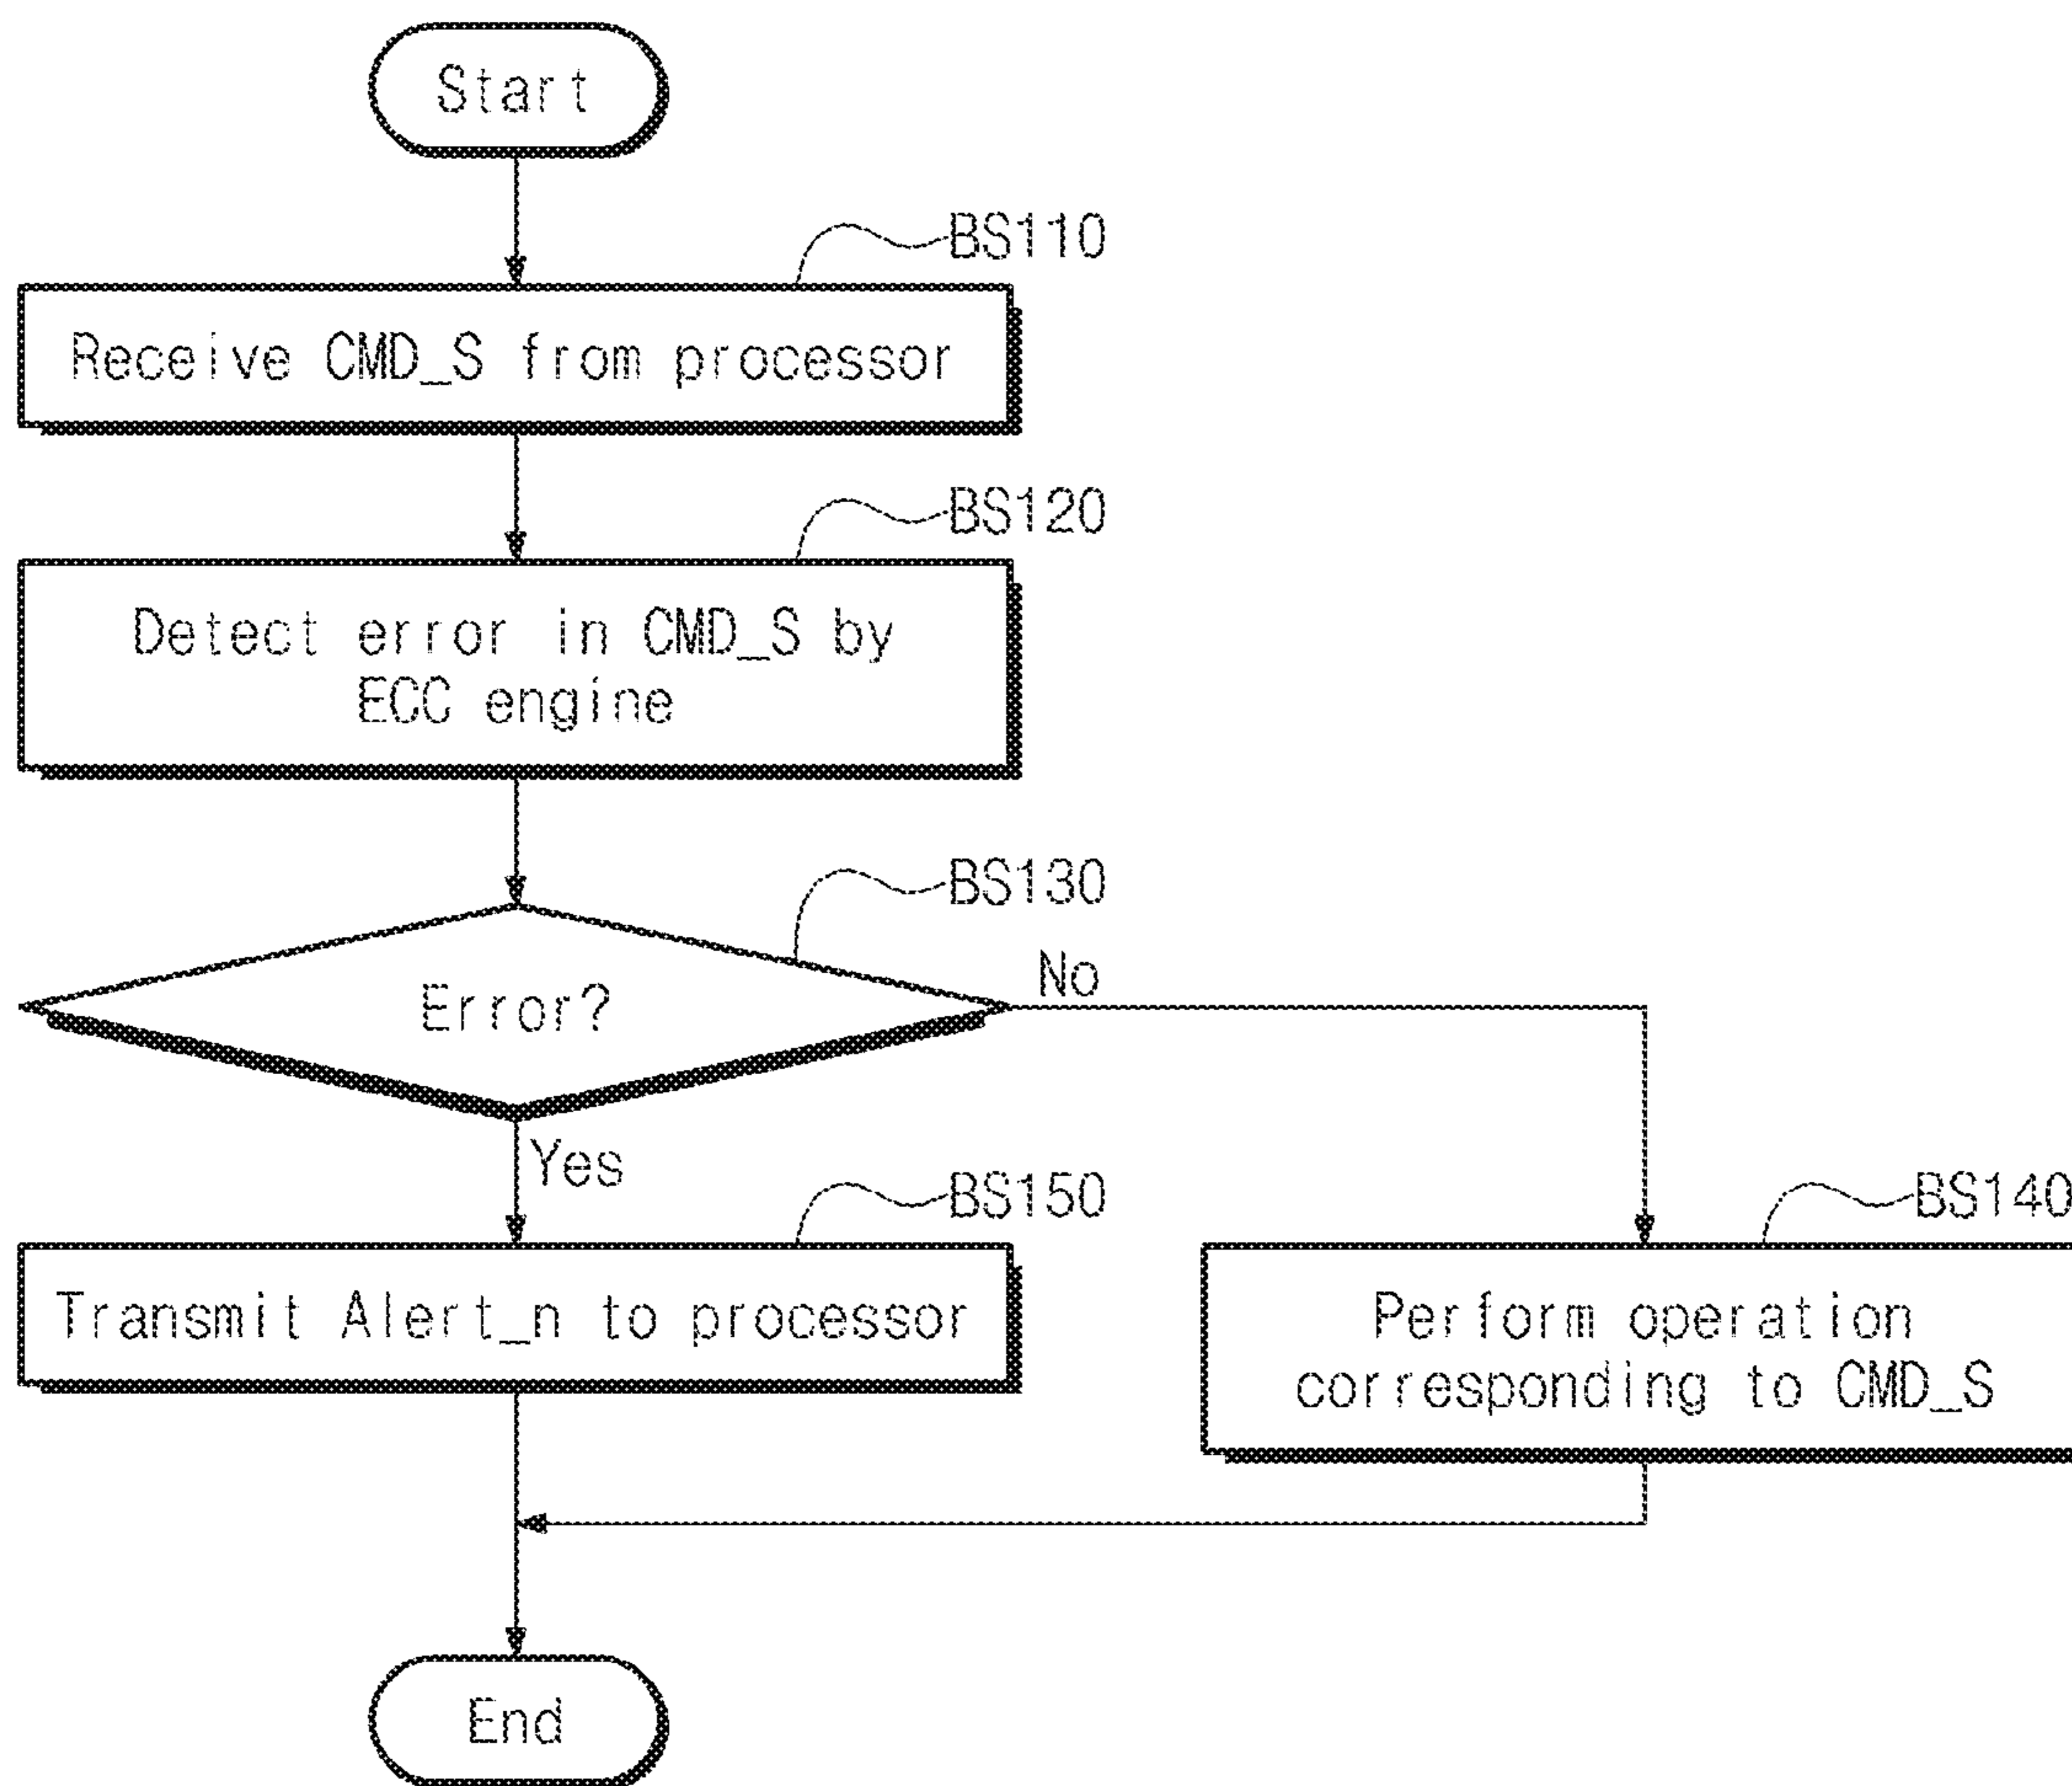 Start
BS110
Receive CMD_S from processor
BS120
Detect error in CMD_S by
ECC engine
BS130
Error?
No
Yes
BS150
Transmit Alert_n to processor
BS140
Perform operation
corresponding to CMD_S
End